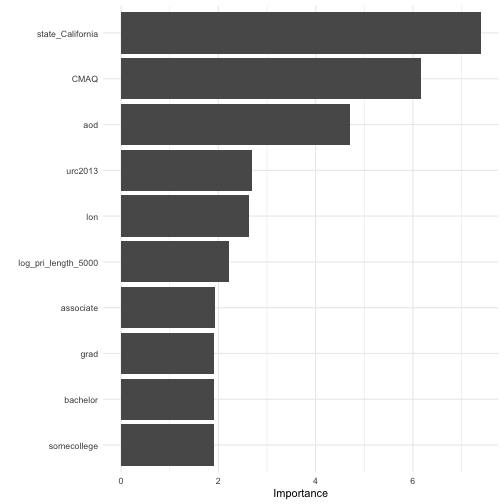 state_California
CMAQ
aod
urc2013
lon
log_pri_length_5000
associate
grad
bachelor
somecollege
0 2 4 6
Importance